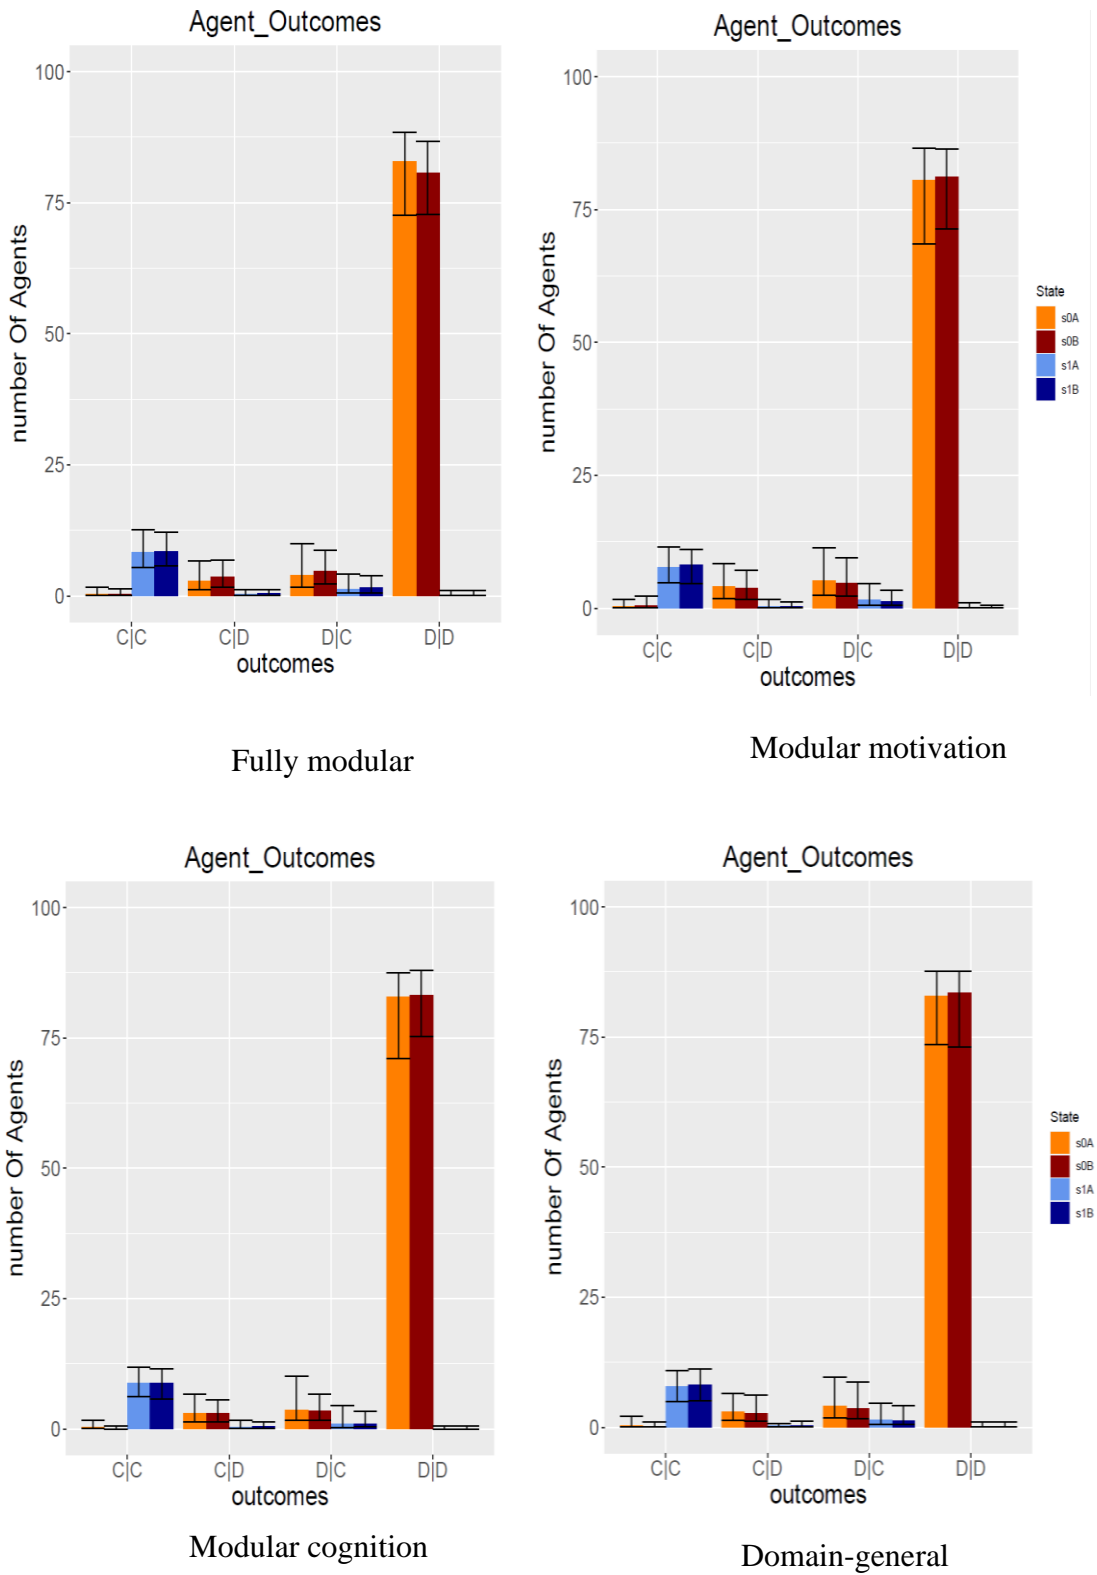 Agent_Outcomes
number Of Agents
100
75
50
25
0
C|C
C|D
D|C
D|D
outcomes
Fully modular
Agent_Outcomes
number Of Agents
100
75
50
25
0
C|C
C|D
D|C
D|D
outcomes
State
s0A
s0B
s1A
s1B
Modular motivation
Agent_Outcomes
number Of Agents
100
75
50
25
0
C|C
C|D
D|C
D|D
outcomes
Modular cognition
Agent_Outcomes
number Of Agents
100
75
50
25
0
C|C
C|D
D|C
D|D
outcomes
State
s0A
s0B
s1A
s1B
Domain-general